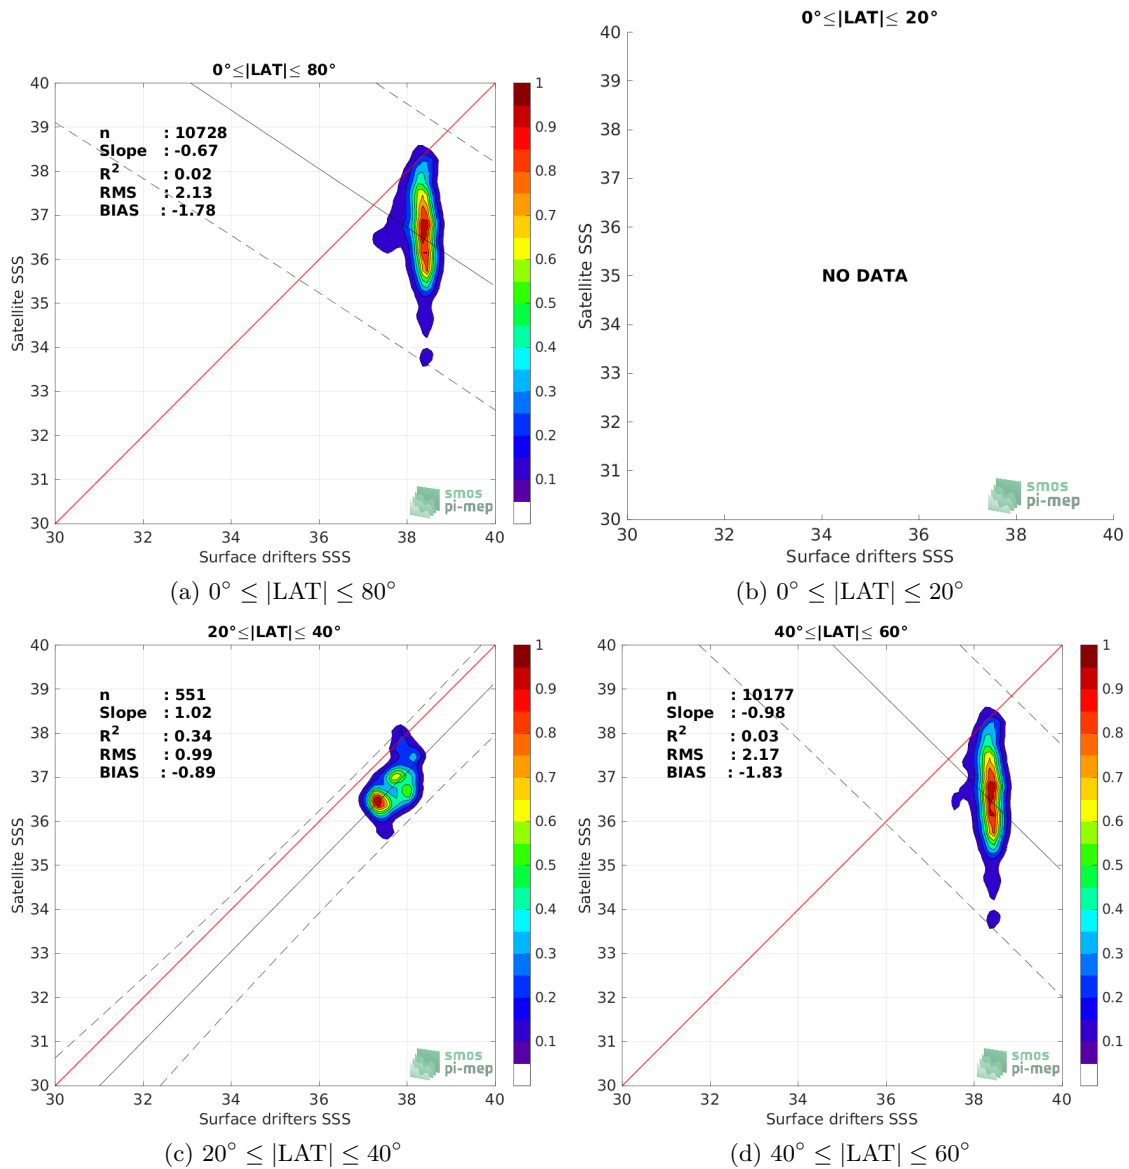 0°≤|LAT|≤ 80°
40
39
38
37
36
35
34
33
32
31
30
Satellite SSS
n : 10728
Slope : -0.67
R² : 0.02
RMS : 2.13
BIAS : -1.78
smos
pi-mep
30 32 34 36 38 40
Surface drifters SSS
1
0.9
0.8
0.7
0.6
0.5
0.4
0.3
0.2
0.1
(a) 0° ≤ |LAT| ≤ 80°
0°≤|LAT|≤ 20°
40
39
38
37
36
35
34
33
32
31
30
Satellite SSS
NO DATA
smos
pi-mep
30 32 34 36 38 40
Surface drifters SSS
(b) 0° ≤ |LAT| ≤ 20°
20°≤|LAT|≤ 40°
40
39
38
37
36
35
34
33
32
31
30
Satellite SSS
n : 551
Slope : 1.02
R² : 0.34
RMS : 0.99
BIAS : -0.89
smos
pi-mep
30 32 34 36 38 40
Surface drifters SSS
1
0.9
0.8
0.7
0.6
0.5
0.4
0.3
0.2
0.1
(c) 20° ≤ |LAT| ≤ 40°
40°≤|LAT|≤ 60°
40
39
38
37
36
35
34
33
32
31
30
Satellite SSS
n : 10177
Slope : -0.98
R² : 0.03
RMS : 2.17
BIAS : -1.83
smos
pi-mep
30 32 34 36 38 40
Surface drifters SSS
1
0.9
0.8
0.7
0.6
0.5
0.4
0.3
0.2
0.1
(d) 40° ≤ |LAT| ≤ 60°